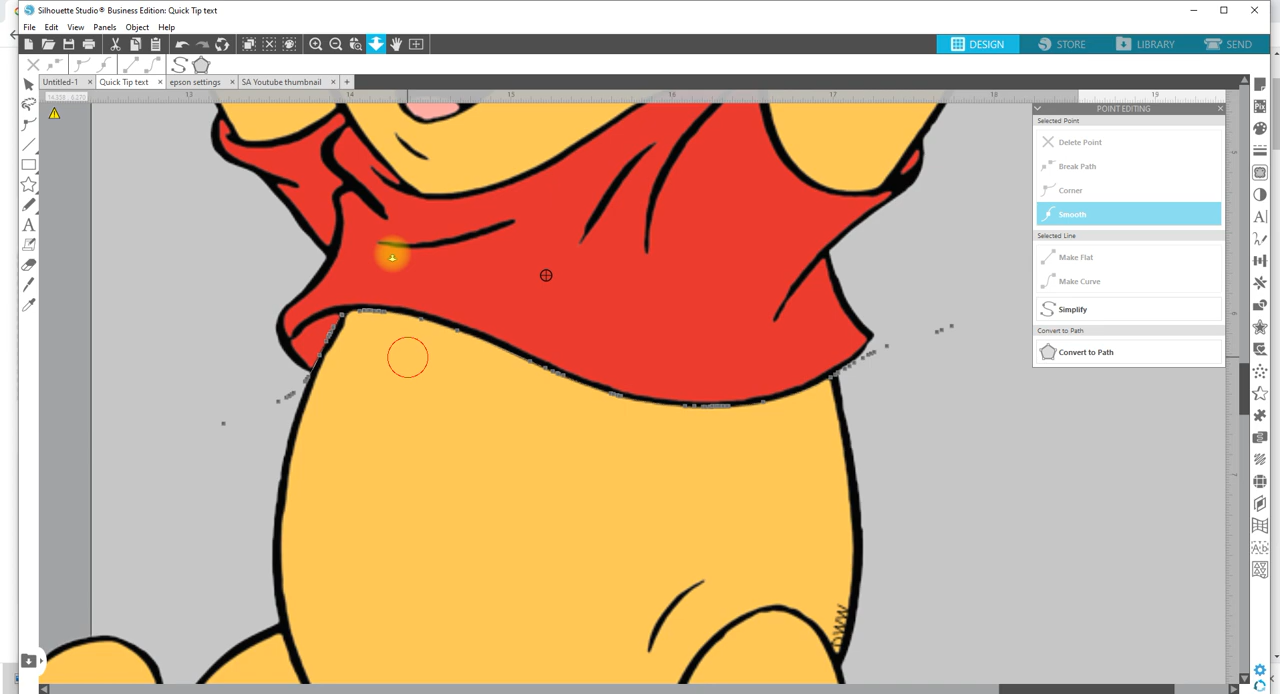 Silhouette Studio® Business Edition: Quick Tip text
File Edit View Panels Object Help
DESIGN STORE LIBRARY SEND
Untitled-1 Quick Tip text epson settings SA Youtube thumbnail
13 14 15 16 17 18 19
POINT EDITING
Selected Point
Delete Point
Break Path
Corner
Smooth
Selected Line
Make Flat
Make Curve
Simplify
Convert to Path
Convert to Path
DWW